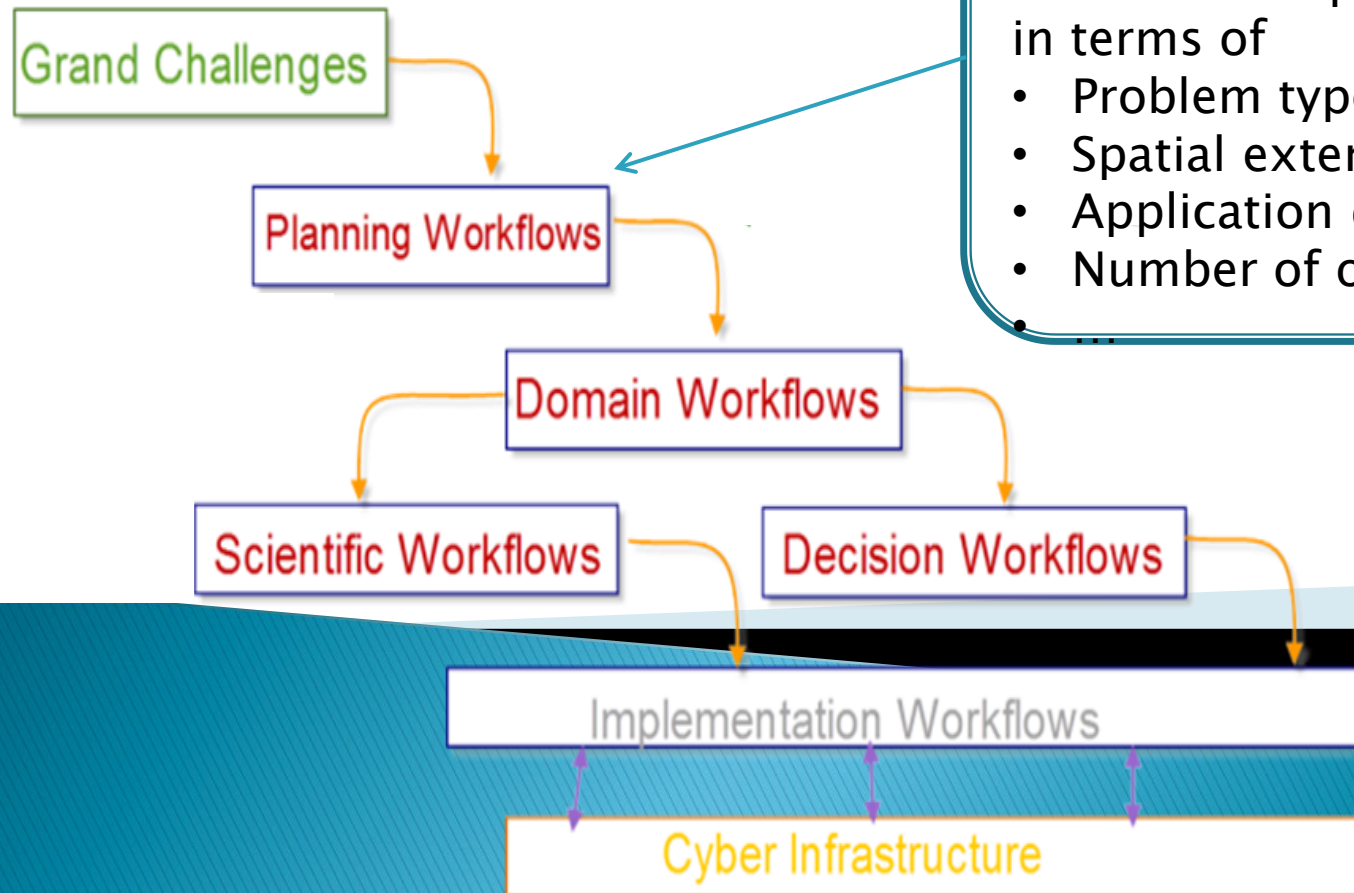 Grand Challenges
in terms of
• Problem typ
• Spatial exte
• Application
• Number of
• ...
Planning Workflows
Domain Workflows
Scientific Workflows
Decision Workflows
Implementation Workflows
Cyber Infrastructure